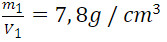 m₁/V₁ = 7,8g / cm³